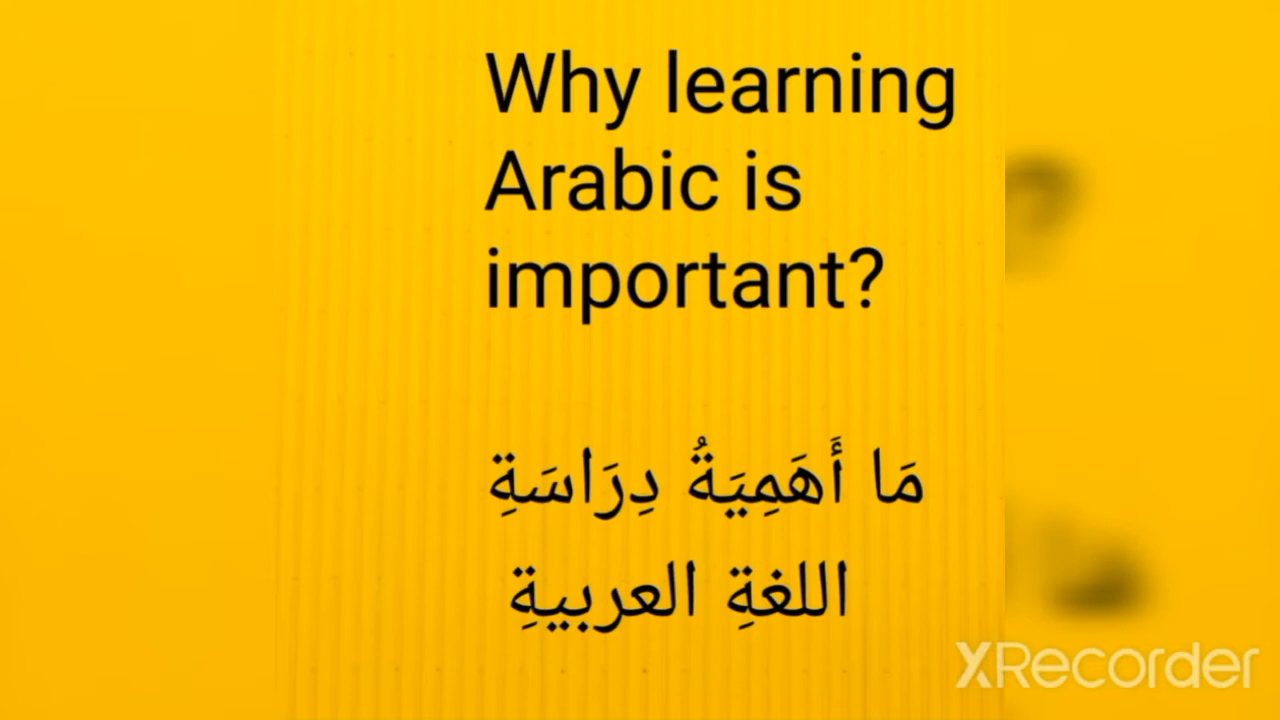 Why learning
Arabic is
important?
مَا أَهَمِيَةُ دِرَاسَةِ
اللغةِ العربيةِ
XRecorder